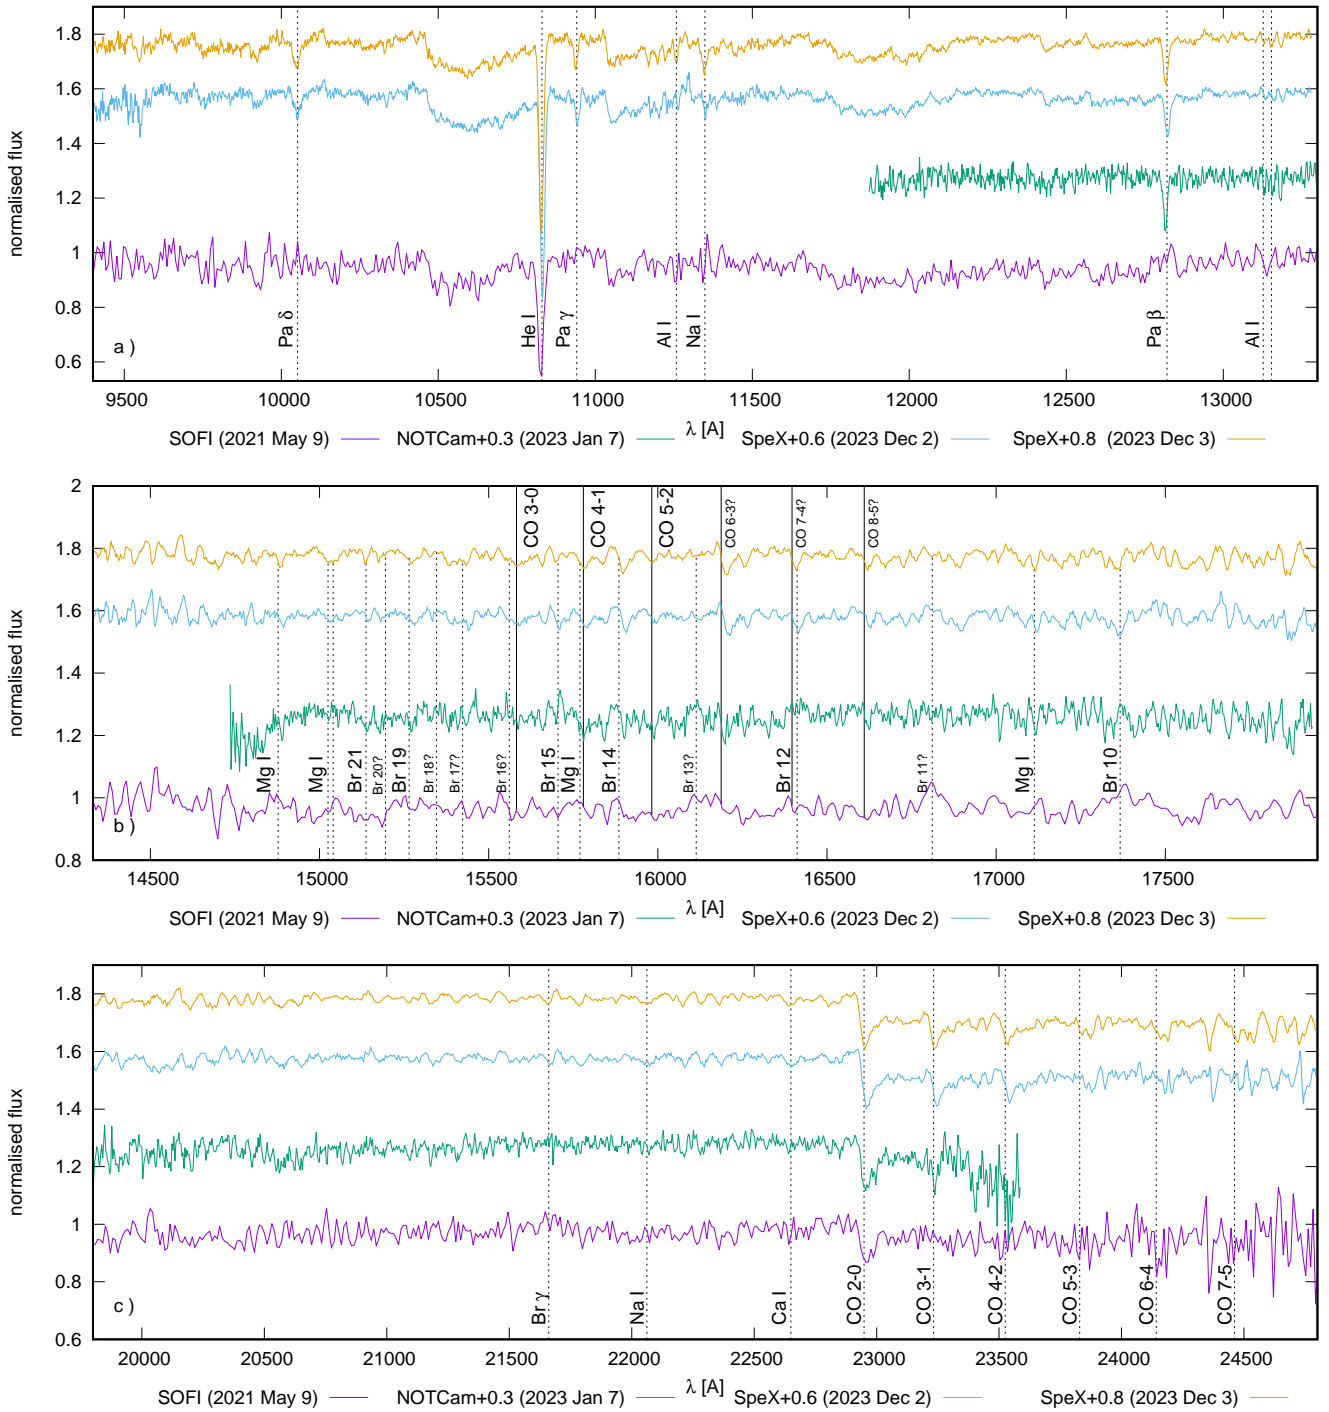 1.8
1.6
1.4
1.2
1
0.8
0.6
normalised flux
Pa δ
He I
Pa γ
Al I
Na I
Pa β
Al I
a )
9500 10000 10500 11000 11500 12000 12500 13000
λ [A]
SOFI (2021 May 9) NOTCam+0.3 (2023 Jan 7) SpeX+0.6 (2023 Dec 2) SpeX+0.8 (2023 Dec 3)
2
1.8
1.6
1.4
1.2
1
0.8
normalised flux
CO 3-0
CO 4-1
CO 5-2
CO 6-3?
CO 7-4?
CO 8-5?
Mg I
Mg I
Br 21
Br 20?
Br 19
Br 18?
Br 17?
Br 16?
Br 15
Mg I
Br 14
Br 13?
Br 12
Br 11?
Mg I
Br 10
b )
14500 15000 15500 16000 16500 17000 17500
λ [A]
SOFI (2021 May 9) NOTCam+0.3 (2023 Jan 7) SpeX+0.6 (2023 Dec 2) SpeX+0.8 (2023 Dec 3)
1.8
1.6
1.4
1.2
1
0.8
0.6
normalised flux
Br γ
Na I
Ca I
CO 2-0
CO 3-1
CO 4-2
CO 5-3
CO 6-4
CO 7-5
c )
20000 20500 21000 21500 22000 22500 23000 23500 24000 24500
λ [A]
SOFI (2021 May 9) NOTCam+0.3 (2023 Jan 7) SpeX+0.6 (2023 Dec 2) SpeX+0.8 (2023 Dec 3)